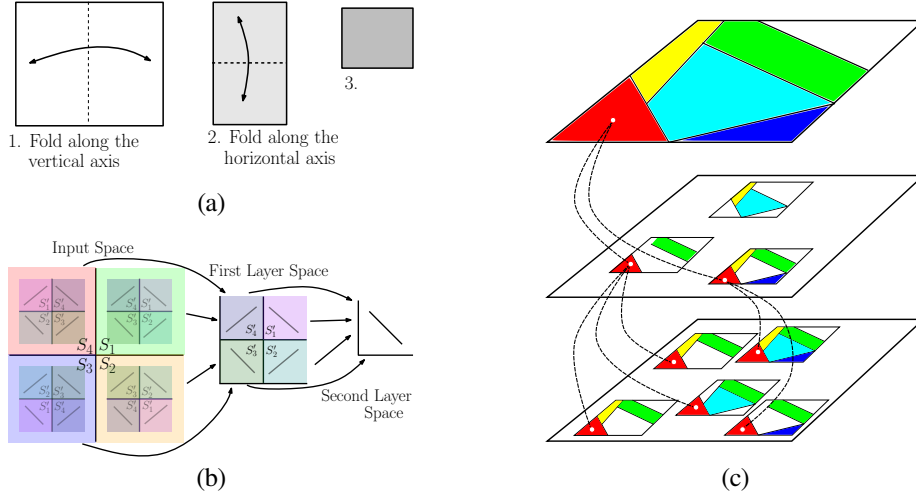 1. Fold along the
vertical axis
2. Fold along the
horizontal axis
3.
(a)
Input Space
First Layer Space
Second Layer
Space
S4 S1
S3 S2
S'4 S'1
S'3 S'2
(b)
(c)